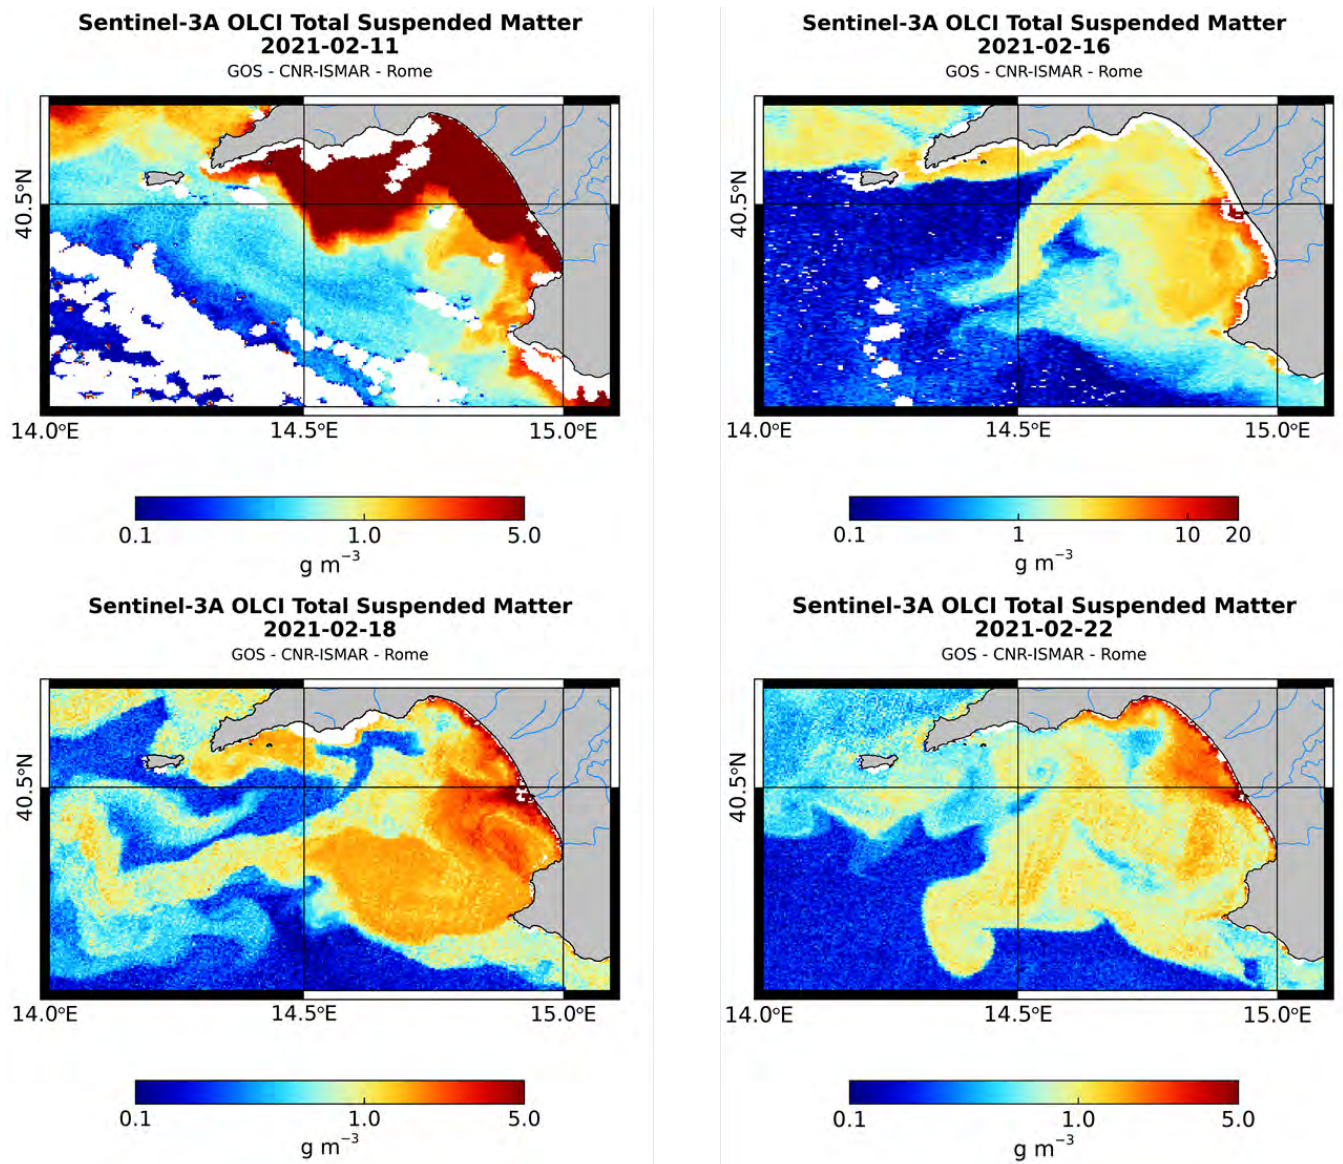 Sentinel-3A OLCI Total Suspended Matter
2021-02-11
GOS - CNR-ISMAR - Rome
40.5°N
14.0°E 14.5°E 15.0°E
0.1 1.0 5.0
g m⁻³
Sentinel-3A OLCI Total Suspended Matter
2021-02-16
GOS - CNR-ISMAR - Rome
40.5°N
14.0°E 14.5°E 15.0°E
0.1 1 10 20
g m⁻³
Sentinel-3A OLCI Total Suspended Matter
2021-02-18
GOS - CNR-ISMAR - Rome
40.5°N
14.0°E 14.5°E 15.0°E
0.1 1.0 5.0
g m⁻³
Sentinel-3A OLCI Total Suspended Matter
2021-02-22
GOS - CNR-ISMAR - Rome
40.5°N
14.0°E 14.5°E 15.0°E
0.1 1.0 5.0
g m⁻³